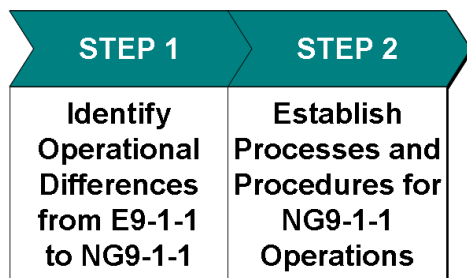 STEP 1
STEP 2
Identify
Operational
Differences
from E9-1-1
to NG9-1-1
Establish
Processes and
Procedures for
NG9-1-1
Operations